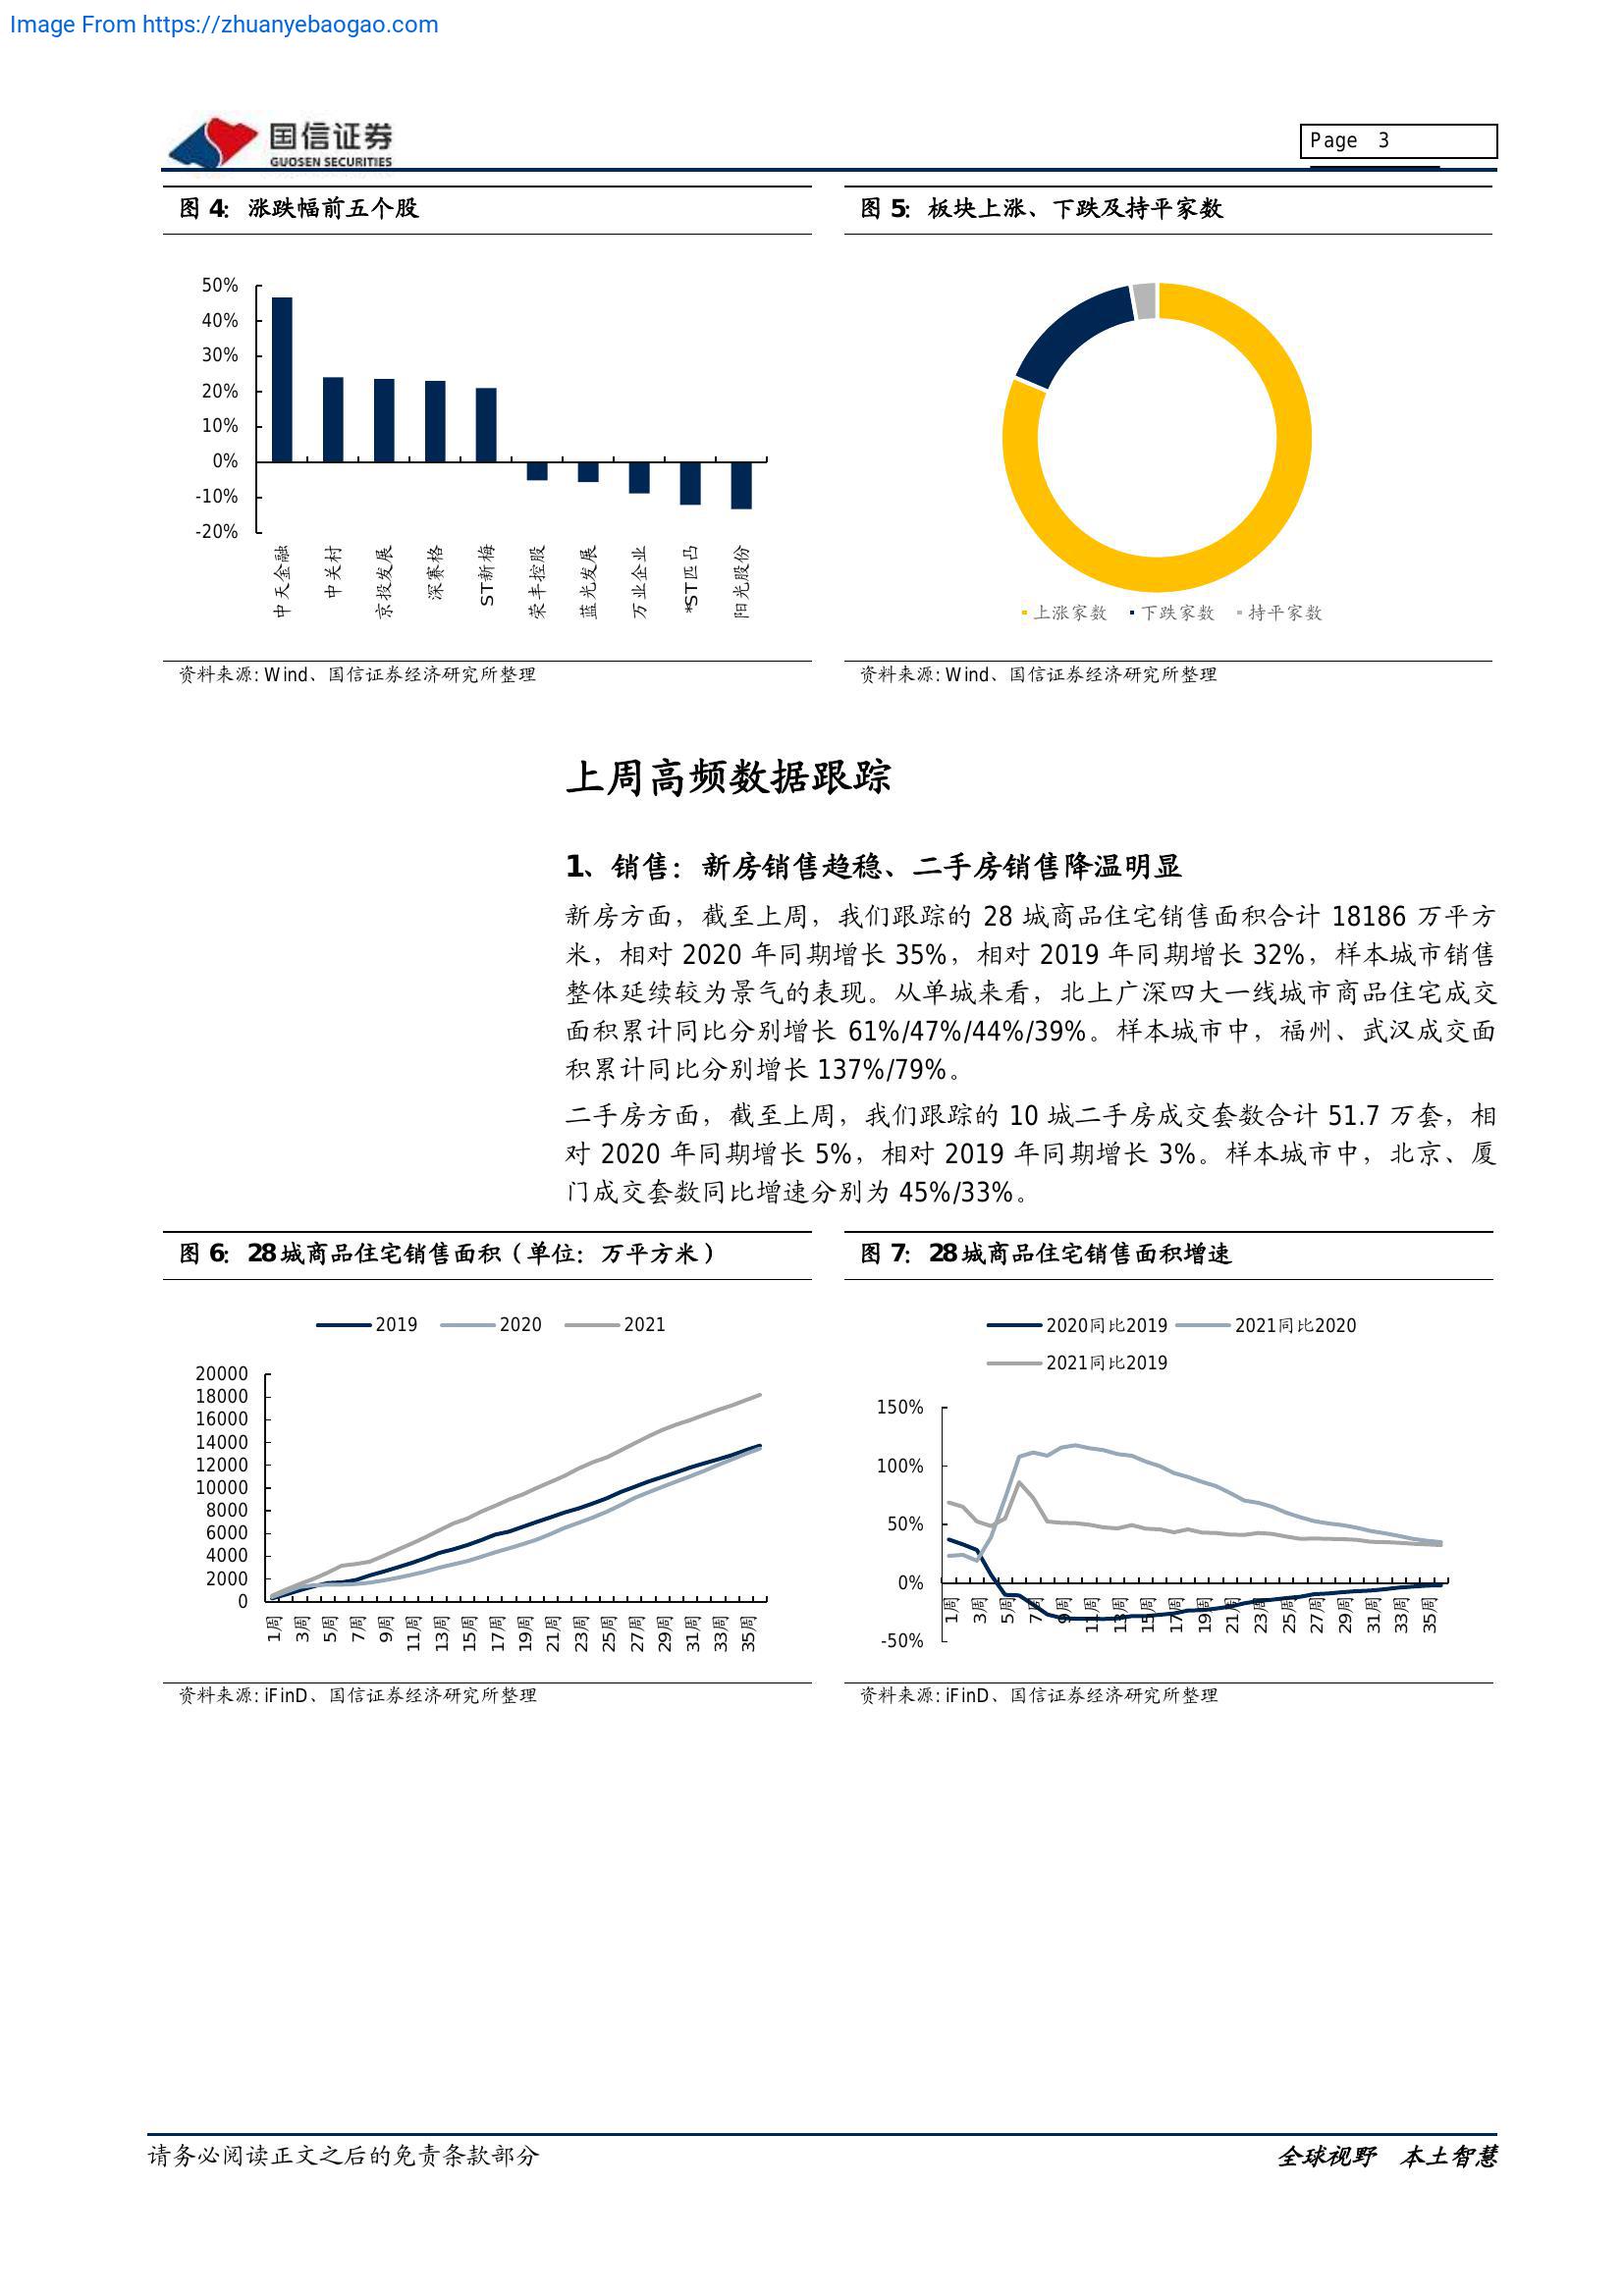 Image From https://zhuanyebaogao.com
国信证券
GUOSEN SECURITIES
Page 3
图 4: 涨跌幅前五个股
50%
40%
30%
20%
10%
0%
-10%
-20%
中天金融
中关村
京投发展
深赛格
ST新梅
荣丰控股
蓝光发展
万业企业
*ST匹凸
阳光股份
资料来源: Wind、国信证券经济研究所整理
图 5: 板块上涨、下跌及持平家数
上涨家数 下跌家数 持平家数
资料来源: Wind、国信证券经济研究所整理
上周高频数据跟踪
1、销售：新房销售趋稳、二手房销售降温明显
新房方面，截至上周，我们跟踪的 28 城商品住宅销售面积合计 18186 万平方
米，相对 2020 年同期增长 35%，相对 2019 年同期增长 32%，样本城市销售
整体延续较为景气的表现。从单城来看，北上广深四大一线城市商品住宅成交
面积累计同比分别增长 61%/47%/44%/39%。样本城市中，福州、武汉成交面
积累计同比分别增长 137%/79%。
二手房方面，截至上周，我们跟踪的 10 城二手房成交套数合计 51.7 万套，相
对 2020 年同期增长 5%，相对 2019 年同期增长 3%。样本城市中，北京、厦
门成交套数同比增速分别为 45%/33%。
图 6: 28城商品住宅销售面积（单位：万平方米）
2019 2020 2021
20000
18000
16000
14000
12000
10000
8000
6000
4000
2000
0
1周 3周 5周 7周 9周 11周 13周 15周 17周 19周 21周 23周 25周 27周 29周 31周 33周 35周
资料来源: iFinD、国信证券经济研究所整理
图 7: 28城商品住宅销售面积增速
2020同比2019 2021同比2020
2021同比2019
150%
100%
50%
0%
-50%
1周 3周 5周 7周 9周 11周 13周 15周 17周 19周 21周 23周 25周 27周 29周 31周 33周 35周
资料来源: iFinD、国信证券经济研究所整理
请务必阅读正文之后的免责条款部分
全球视野 本土智慧